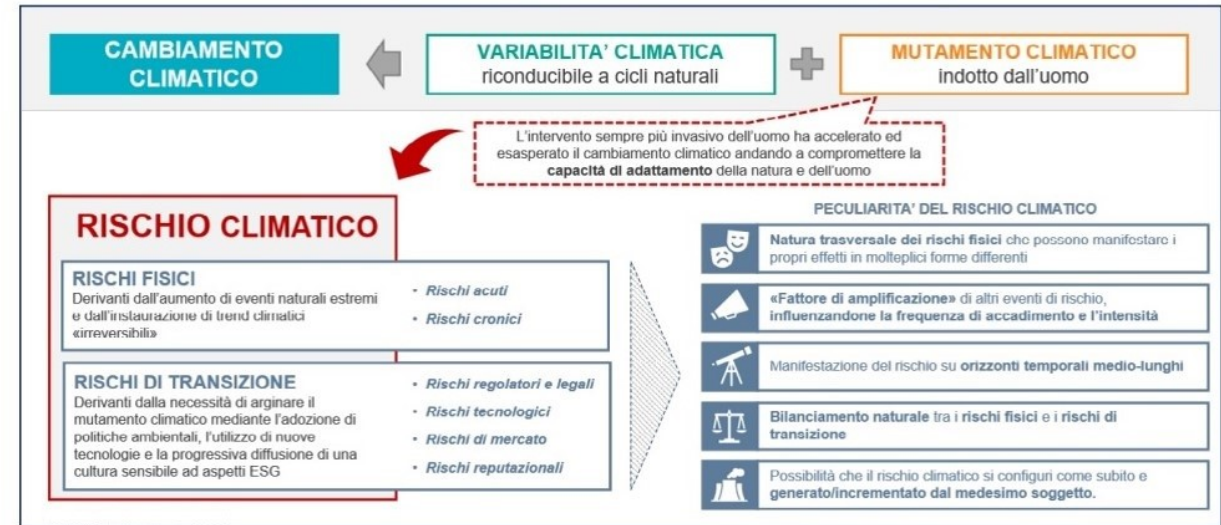 CAMBIAMENTO
CLIMATICO
VARIABILITA' CLIMATICA
riconducibile a cicli naturali
MUTAMENTO CLIMATICO
indotto dall'uomo
L'intervento sempre più invasivo dell'uomo ha accelerato ed
esasperato il cambiamento climatico andando a compromettere la
capacità di adattamento della natura e dell'uomo
RISCHIO CLIMATICO
RISCHI FISICI
Derivanti dall'aumento di eventi naturali estremi
e dall'instaurazione di trend climatici
«irreversibili»
• Rischi acuti
• Rischi cronici
RISCHI DI TRANSIZIONE
Derivanti dalla necessità di arginare il
mutamento climatico mediante l'adozione di
politiche ambientali, l'utilizzo di nuove
tecnologie e la progressiva diffusione di una
cultura sensibile ad aspetti ESG
• Rischi regolatori e legali
• Rischi tecnologici
• Rischi di mercato
• Rischi reputazionali
PECULIARITA' DEL RISCHIO CLIMATICO
Natura trasversale dei rischi fisici che possono manifestare i
propri effetti in molteplici forme differenti
«Fattore di amplificazione» di altri eventi di rischio,
influenzandone la frequenza di accadimento e l'intensità
Manifestazione del rischio su orizzonti temporali medio-lunghi
Bilanciamento naturale tra i rischi fisici e i rischi di
transizione
Possibilità che il rischio climatico si configuri come subito e
generato/incrementato dal medesimo soggetto.